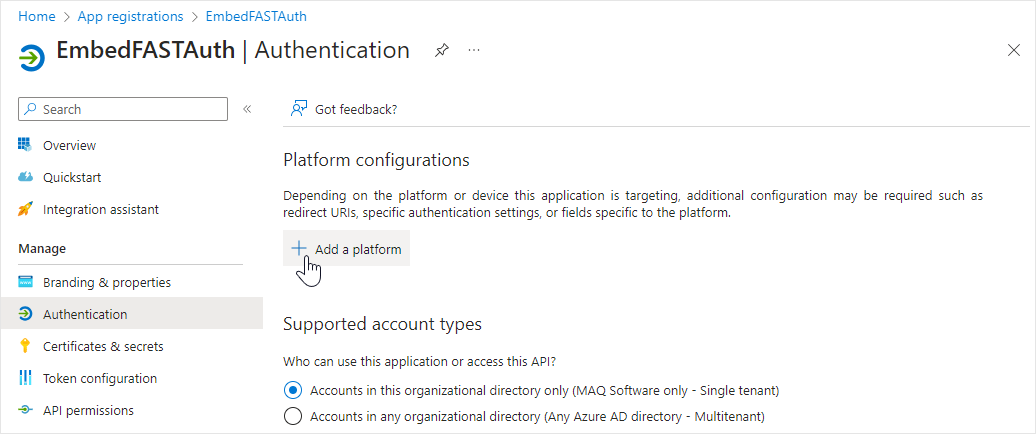 Home > App registrations > EmbedFASTAuth
EmbedFASTAuth | Authentication
Search
Got feedback?
Overview
Quickstart
Integration assistant
Manage
Branding & properties
Authentication
Certificates & secrets
Token configuration
API permissions
Platform configurations
Depending on the platform or device this application is targeting, additional configuration may be required such as
redirect URIs, specific authentication settings, or fields specific to the platform.
Add a platform
Supported account types
Who can use this application or access this API?
Accounts in this organizational directory only (MAQ Software only - Single tenant)
Accounts in any organizational directory (Any Azure AD directory - Multitenant)